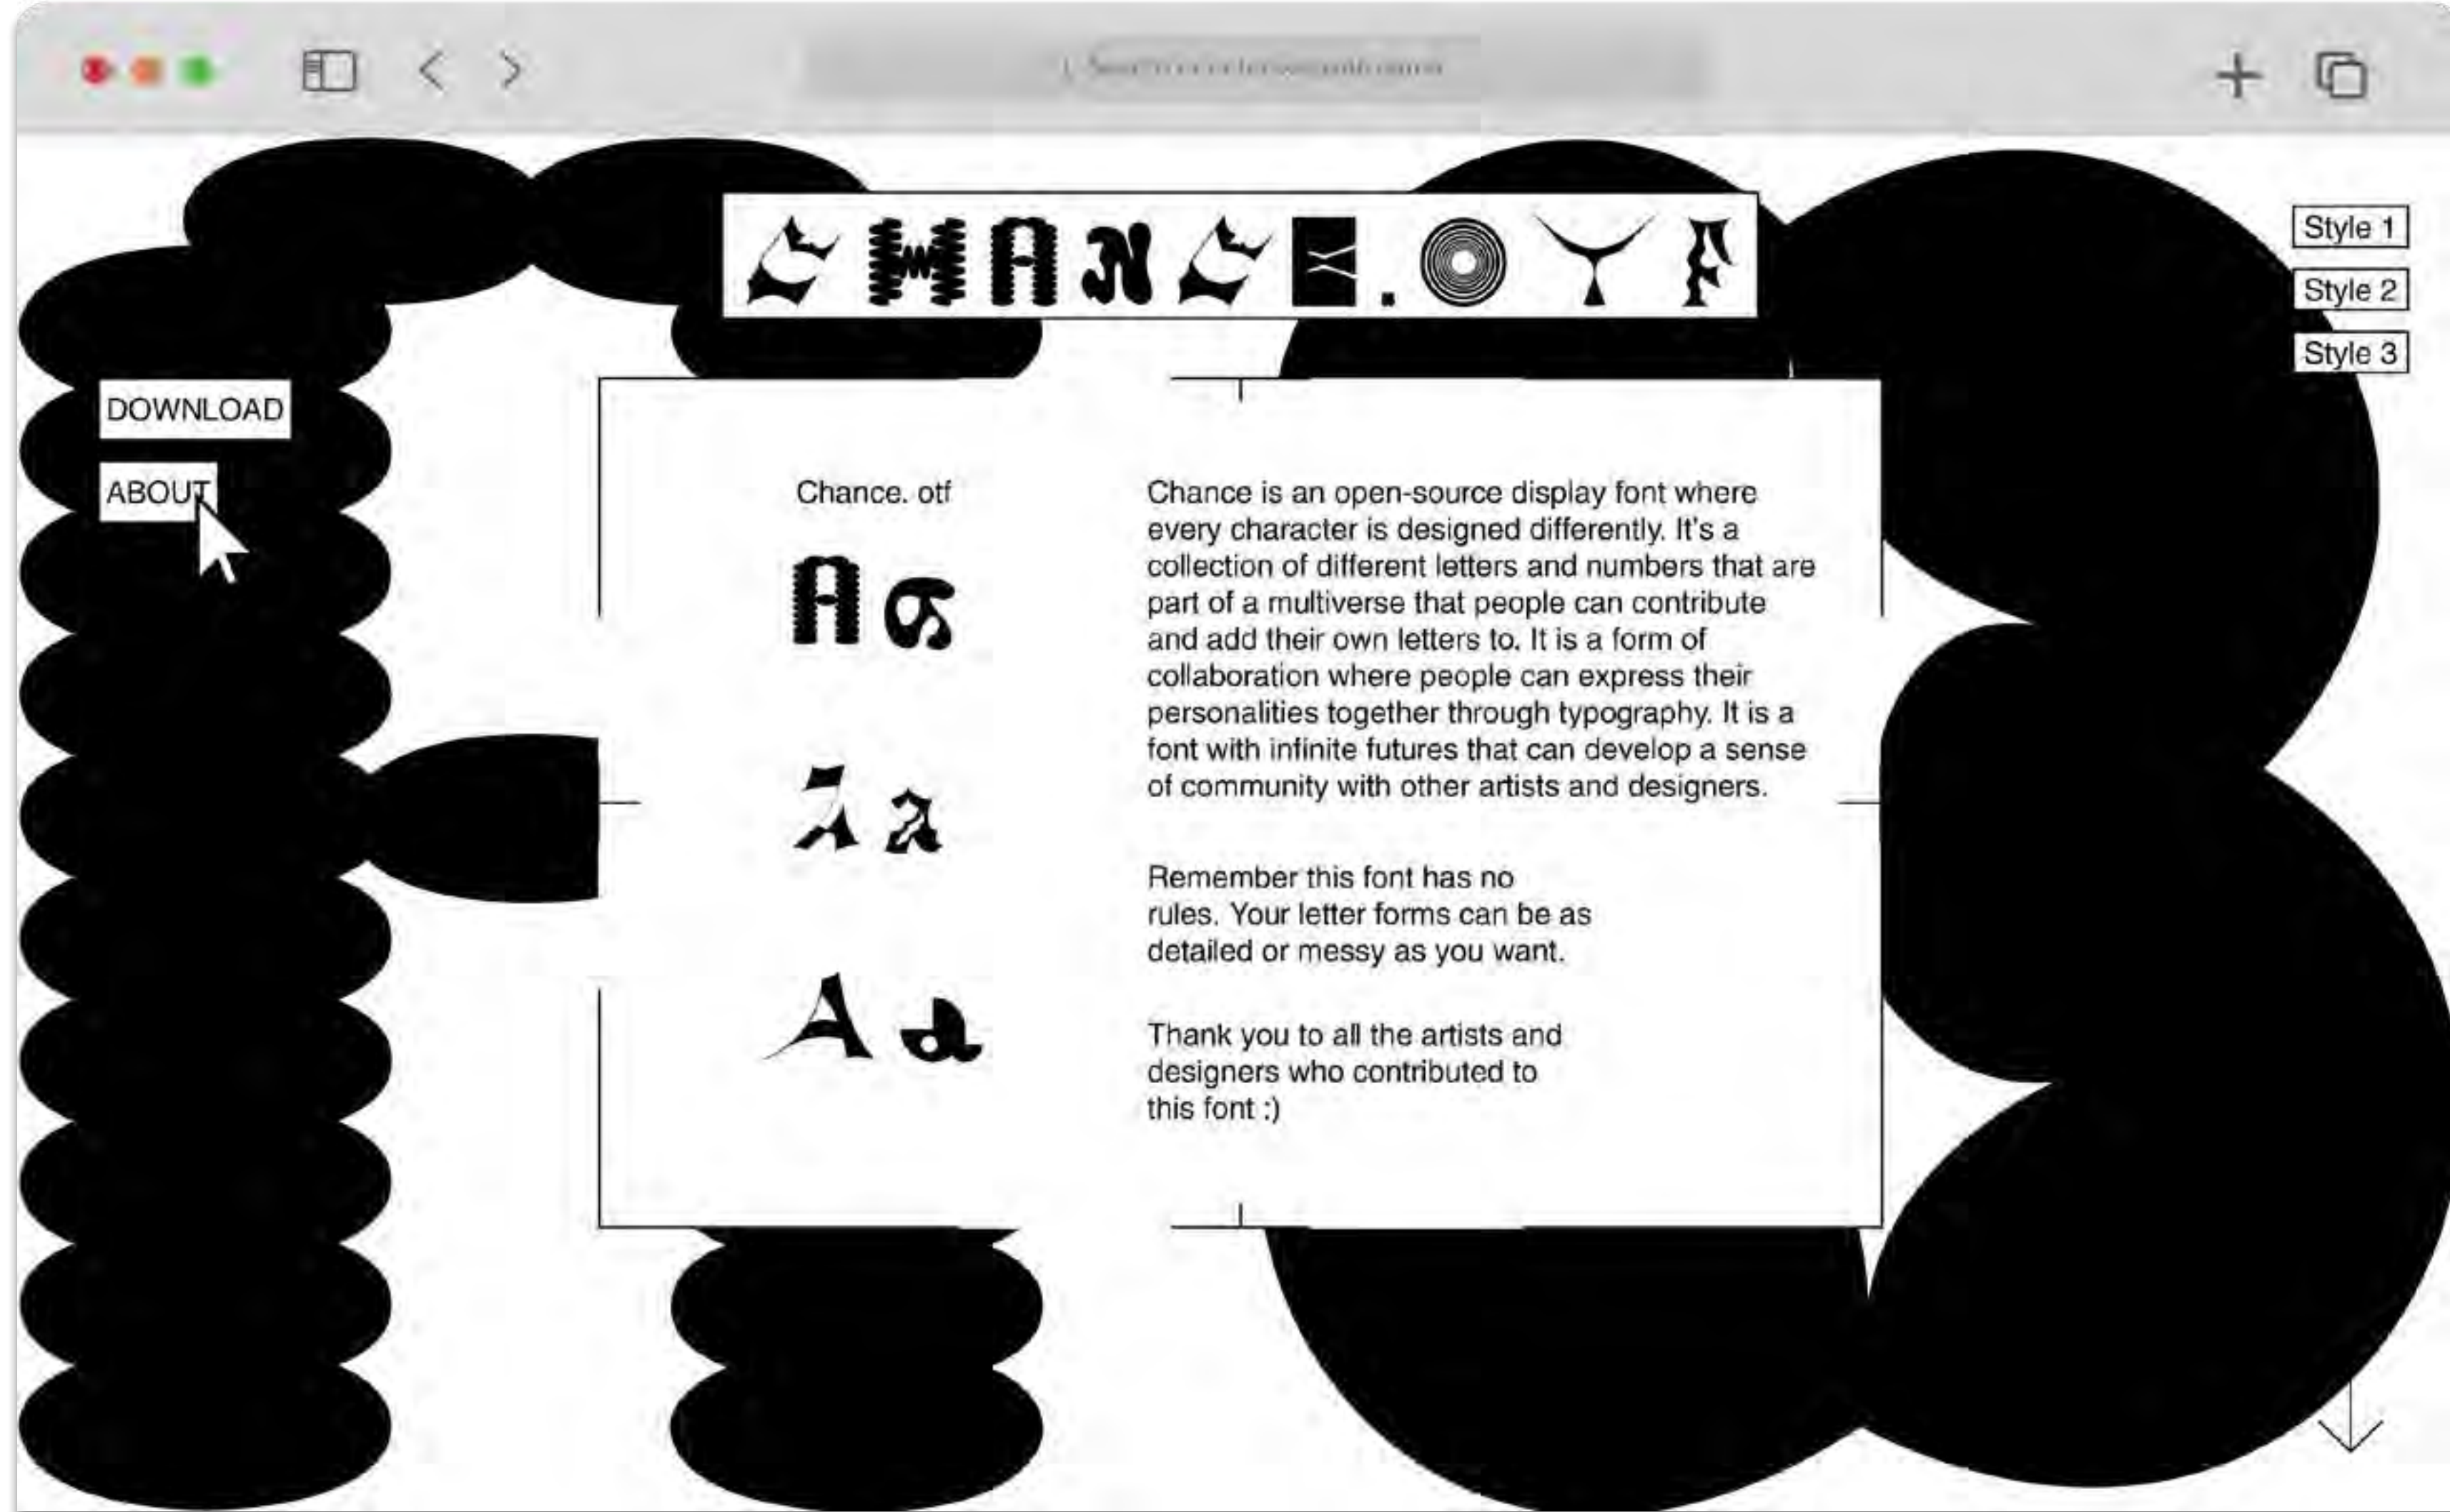 CHANCE.OTF
Style 1
Style 2
Style 3
DOWNLOAD
ABOUT
Chance. otf
Aa
Aa
Aa
Chance is an open-source display font where
every character is designed differently. It's a
collection of different letters and numbers that are
part of a multiverse that people can contribute
and add their own letters to. It is a form of
collaboration where people can express their
personalities together through typography. It is a
font with infinite futures that can develop a sense
of community with other artists and designers.
Remember this font has no
rules. Your letter forms can be as
detailed or messy as you want.
Thank you to all the artists and
designers who contributed to
this font :)